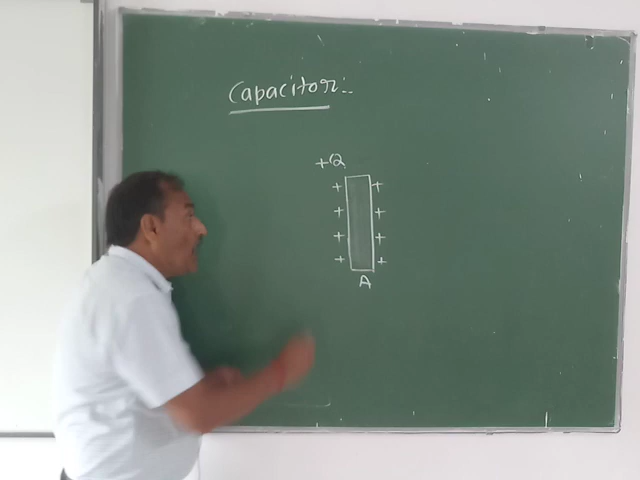 Capacitor:-
+Q
+ +
+ +
+ +
+ +
A